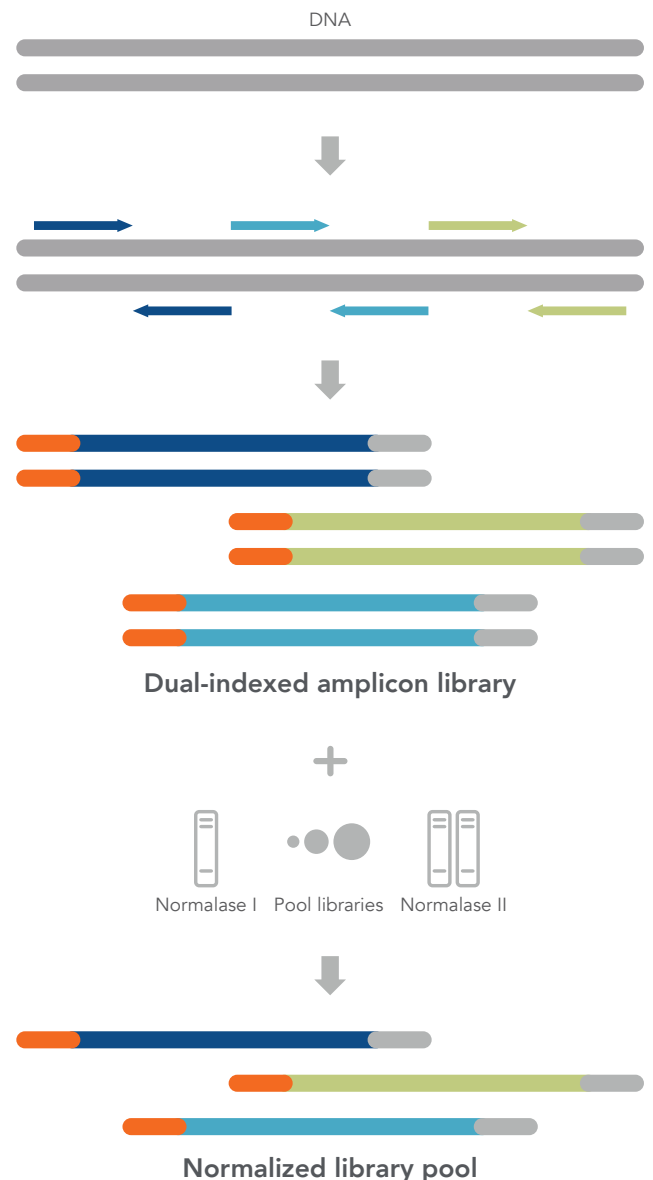 DNA
Dual-indexed amplicon library
Normalase I Pool libraries Normalase II
Normalized library pool